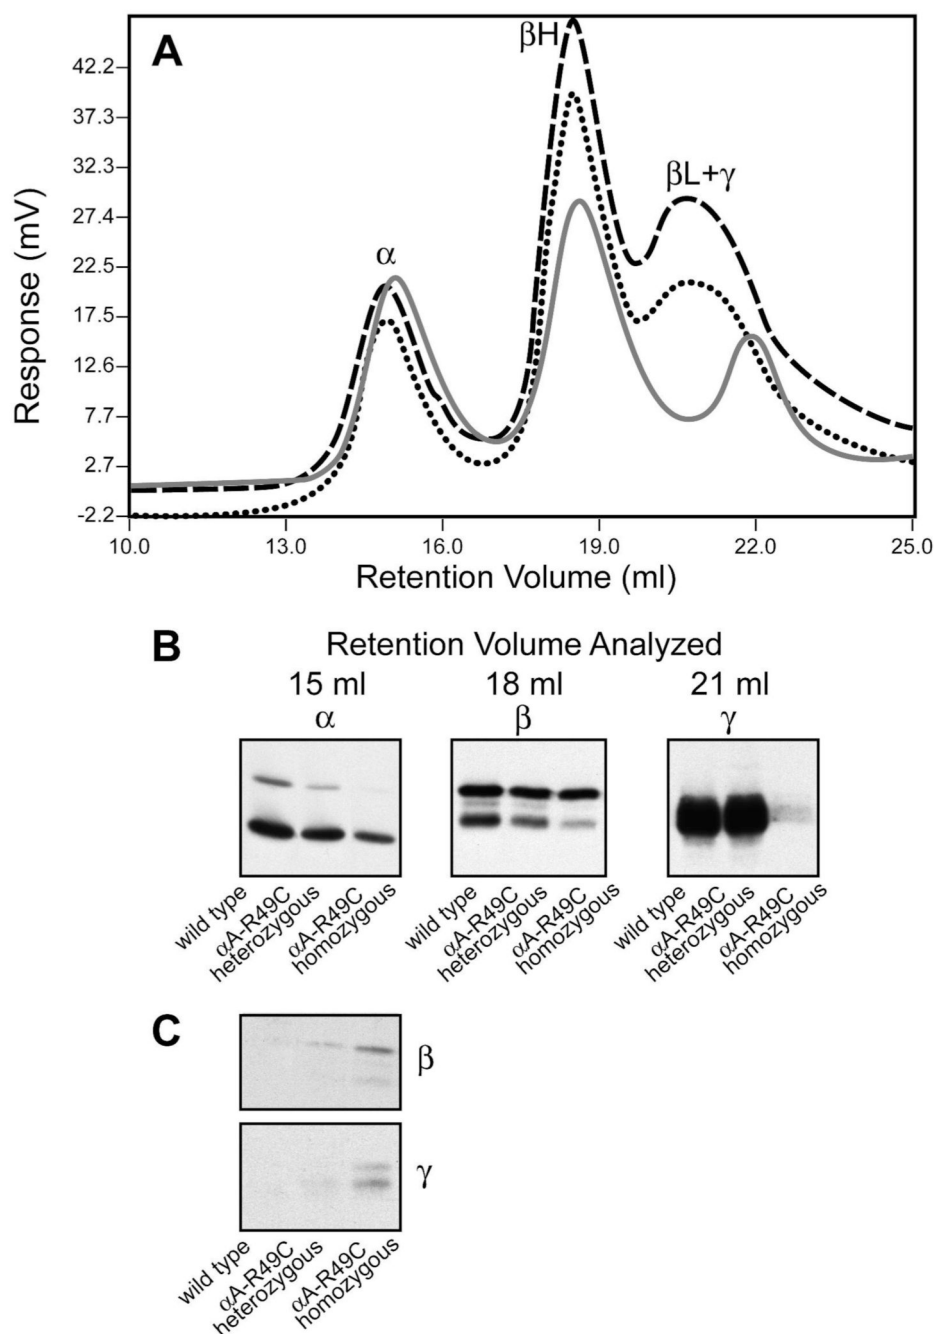 A
βH
βL+γ
α
42.2
37.3
32.3
27.4
22.5
17.5
12.6
7.7
2.7
-2.2
Response (mV)
10.0 13.0 16.0 19.0 22.0 25.0
Retention Volume (ml)
B
Retention Volume Analyzed
15 ml 18 ml 21 ml
α β γ
wild type
αA-R49C
heterozygous
αA-R49C
homozygous
wild type
αA-R49C
heterozygous
αA-R49C
homozygous
wild type
αA-R49C
heterozygous
αA-R49C
homozygous
C
β
γ
wild type
αA-R49C
heterozygous
αA-R49C
homozygous